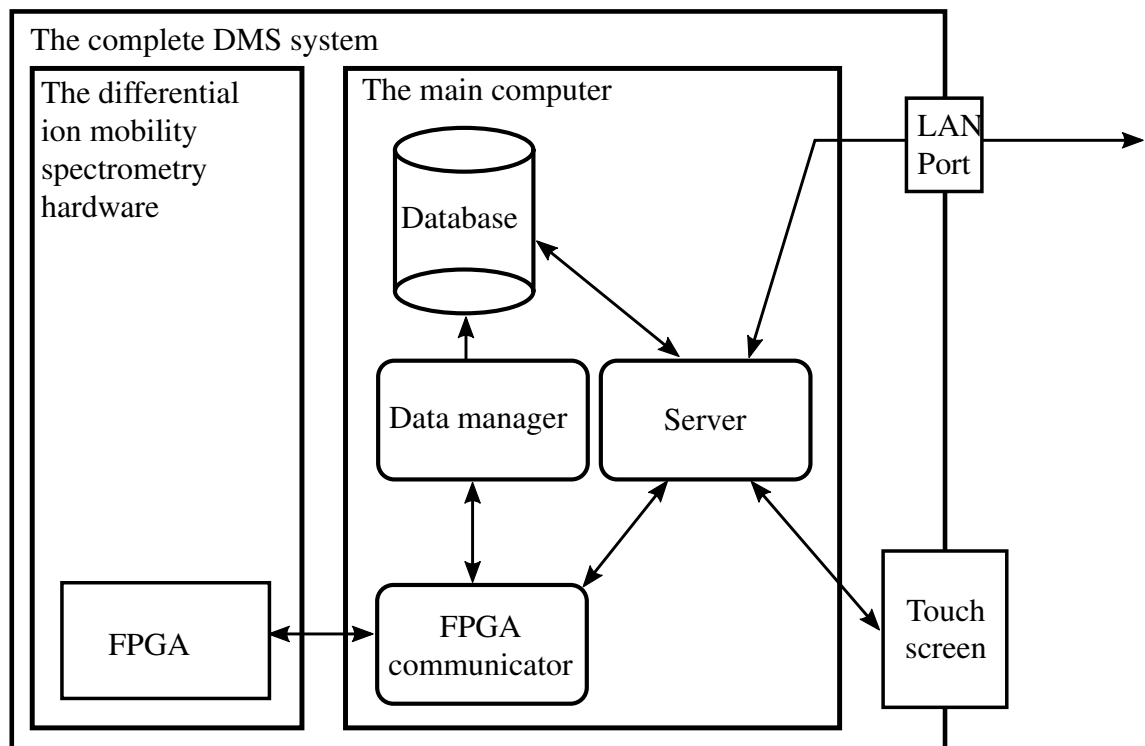 The complete DMS system
The differential
ion mobility
spectrometry
hardware
The main computer
LAN
Port
Database
Data manager
Server
FPGA
FPGA
communicator
Touch
screen